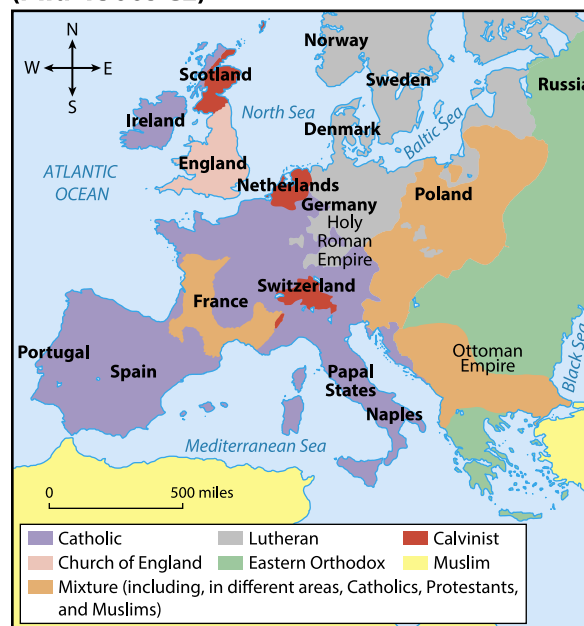 N
W E
S
Norway
Scotland
Sweden
Russia
North Sea
Ireland
Denmark
Baltic Sea
ATLANTIC
OCEAN
England
Netherlands
Germany
Poland
Holy
Roman
Empire
Switzerland
France
Portugal
Spain
Papal
States
Ottoman
Empire
Black Sea
Naples
Mediterranean Sea
0 500 miles
Catholic Lutheran Calvinist
Church of England Eastern Orthodox Muslim
Mixture (including, in different areas, Catholics, Protestants,
and Muslims)